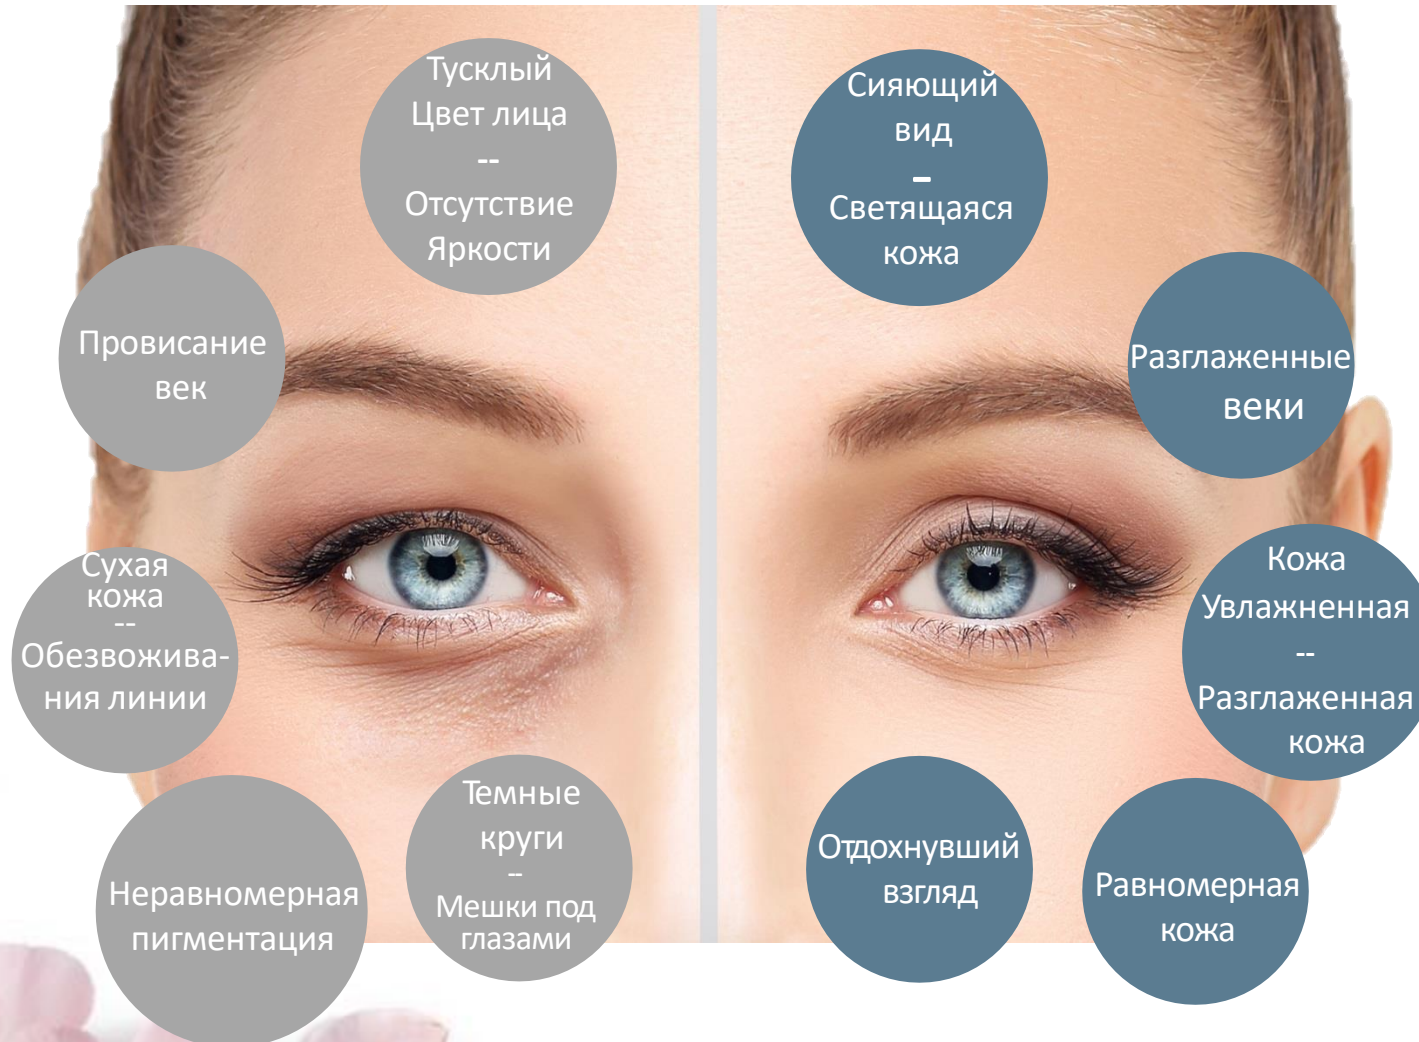 Тусклый
Цвет лица
--
Отсутствие
Яркости
Сияющий
вид
–
Светящаяся
кожа
Провисание
век
Разглаженные
веки
Сухая
кожа
--
Обезвожива-
ния линии
Кожа
Увлажненная
--
Разглаженная
кожа
Неравномерная
пигментация
Темные
круги
--
Мешки под
глазами
Отдохнувший
взгляд
Равномерная
кожа